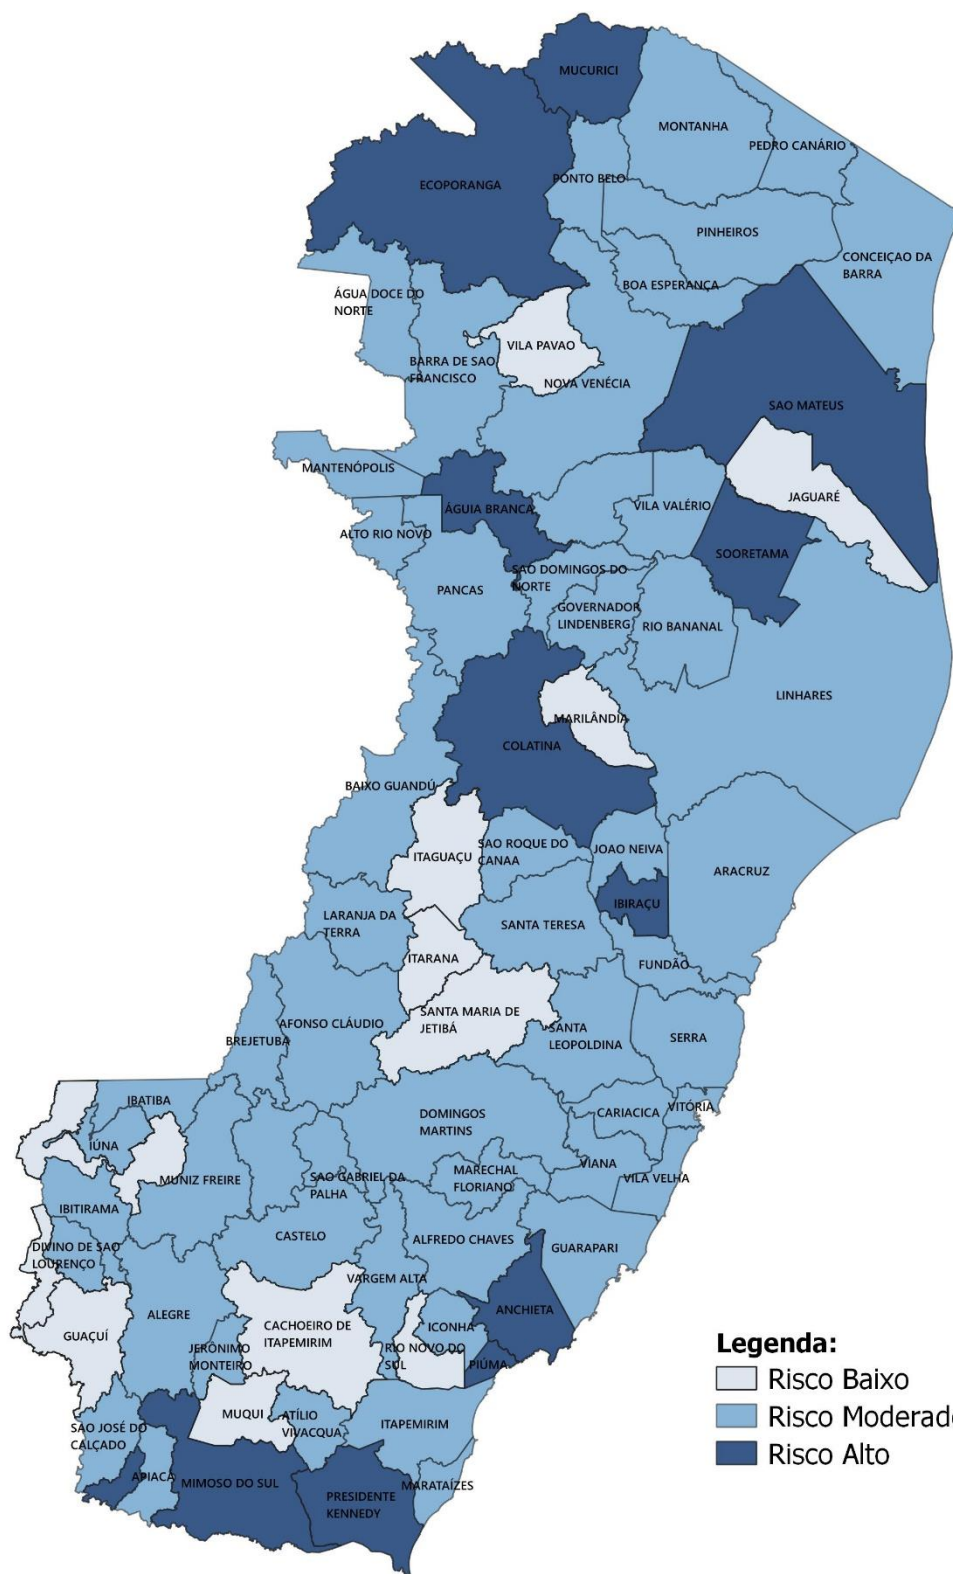 MUCURICI
MONTANHA
PEDRO CANÁRIO
ECOPORANGA
PONTO BELO
PINHEIROS
CONCEIÇAO DA
BARRA
BOA ESPERANÇA
ÁGUA DOCE DO
NORTE
VILA PAVAO
BARRA DE SAO
FRANCISCO
NOVA VENÉCIA
SAO MATEUS
MANTENÓPOLIS
JAGUARÉ
ÁGUIA BRANCA
VILA VALÉRIO
ALTO RIO NOVO
SOORETAMA
SAO DOMINGOS DO
NORTE
PANCAS
GOVERNADOR
LINDENBERG
RIO BANANAL
LINHARES
MARILÂNDIA
COLATINA
BAIXO GUANDÚ
ITAGUAÇU
SAO ROQUE DO
CANAA
JOAO NEIVA
ARACRUZ
IBIRAÇU
LARANJA DA
TERRA
SANTA TERESA
ITARANA
FUNDÃO
SANTA MARIA DE
JETIBÁ
AFONSO CLÁUDIO
BREJETUBA
SANTA
LEOPOLDINA
SERRA
IBATIBA
DOMINGOS
MARTINS
CARIACICA
VITÓRIA
IÚNA
MUNIZ FREIRE
SAO GABRIEL DA
PALHA
MARECHAL
FLORIANO
VIANA
VILA VELHA
IBITIRAMA
CASTELO
ALFREDO CHAVES
GUARAPARI
DIVINO DE SAO
LOURENÇO
VARGEM ALTA
ALEGRE
ANCHIETA
GUAÇUÍ
CACHOEIRO DE
ITAPEMIRIM
ICONHA
JERÔNIMO
MONTEIRO
RIO NOVO DO
SUL
PIÚMA
MUQUI
ATÍLIO
VIVACQUA
ITAPEMIRIM
SAO JOSÉ DO
CALÇADO
APIACÁ
MIMOSO DO SUL
PRESIDENTE
KENNEDY
MARATAÍZES
Legenda:
Risco Baixo
Risco Moderado
Risco Alto